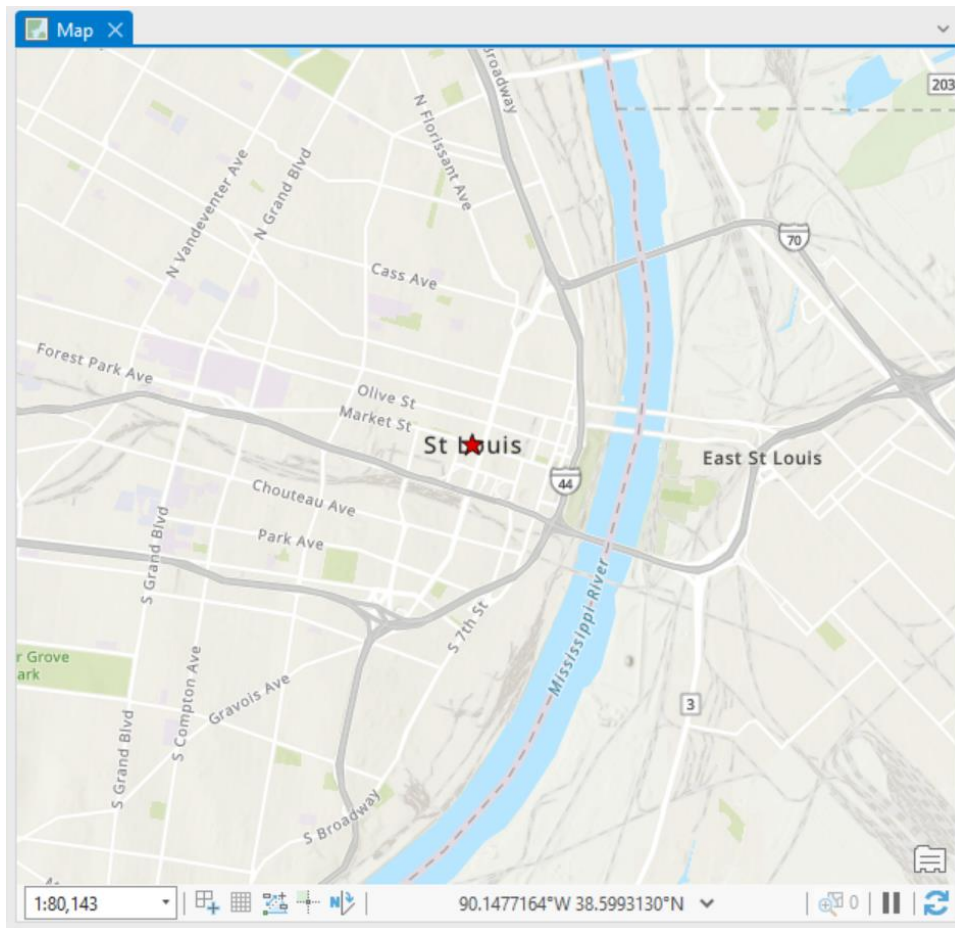 Map
Broadway
203
N Florissant Ave
N Vandeventer Ave
N Grand Blvd
70
Cass Ave
Forest Park Ave
Olive St
Market St
St Louis
East St Louis
44
Chouteau Ave
Park Ave
S Grand Blvd
S 7th St
Mississippi River
r Grove
ark
S Compton Ave
Gravois Ave
3
S Grand Blvd
S Broadway
1:80,143
N
90.1477164°W 38.5993130°N
0